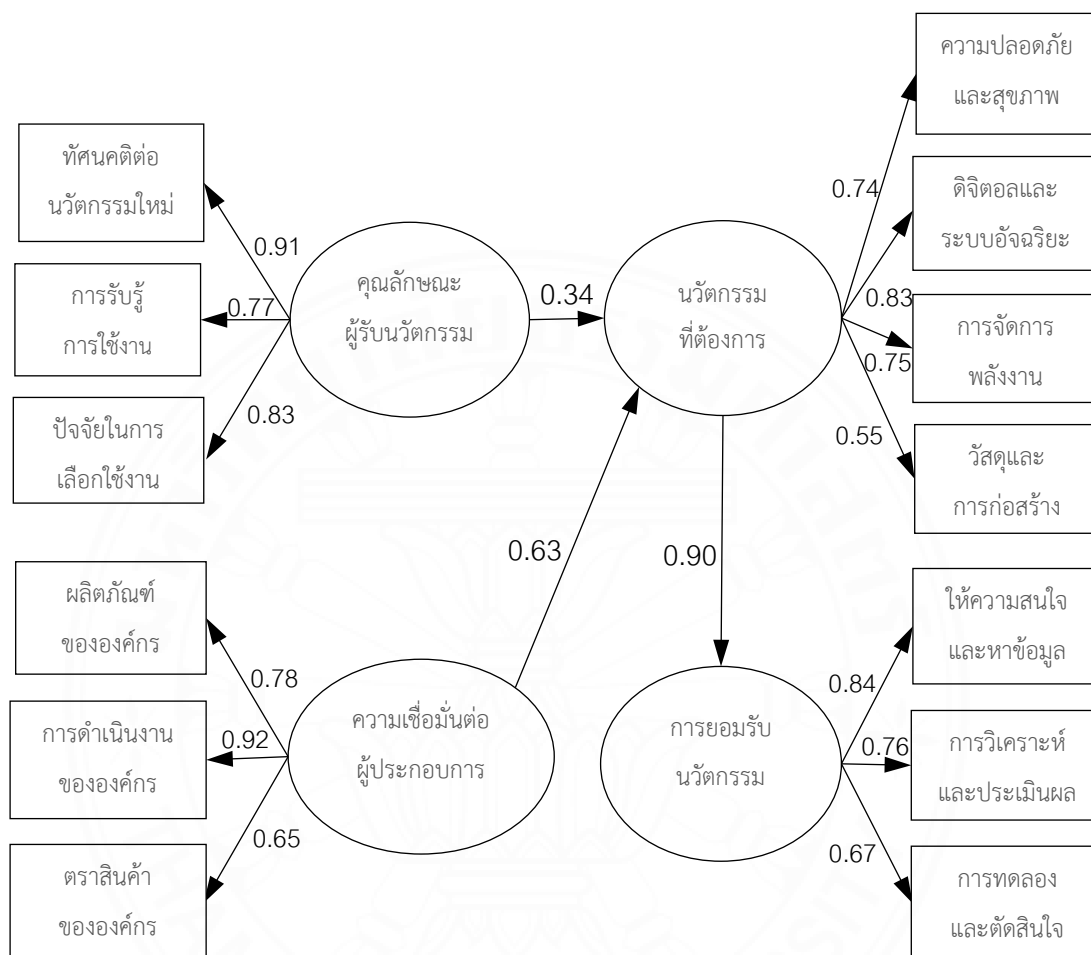 ความปลอดภัย
และสุขภาพ
ทัศนคติต่อ
นวัตกรรมใหม่
0.91
การรับรู้
การใช้งาน
0.77
ปัจจัยในการ
เลือกใช้งาน
0.83
คุณลักษณะ
ผู้รับนวัตกรรม
0.34
นวัตกรรม
ที่ต้องการ
0.74
ดิจิตอลและ
ระบบอัจฉริยะ
0.83
การจัดการ
พลังงาน
0.75
0.55
วัสดุและ
การก่อสร้าง
0.63
0.90
ผลิตภัณฑ์
ขององค์กร
0.78
การดำเนินงาน
ขององค์กร
0.92
0.65
ตราสินค้า
ขององค์กร
ความเชื่อมั่นต่อ
ผู้ประกอบการ
การยอมรับ
นวัตกรรม
ให้ความสนใจ
และหาข้อมูล
0.84
การวิเคราะห์
และประเมินผล
0.76
0.67
การทดลอง
และตัดสินใจ